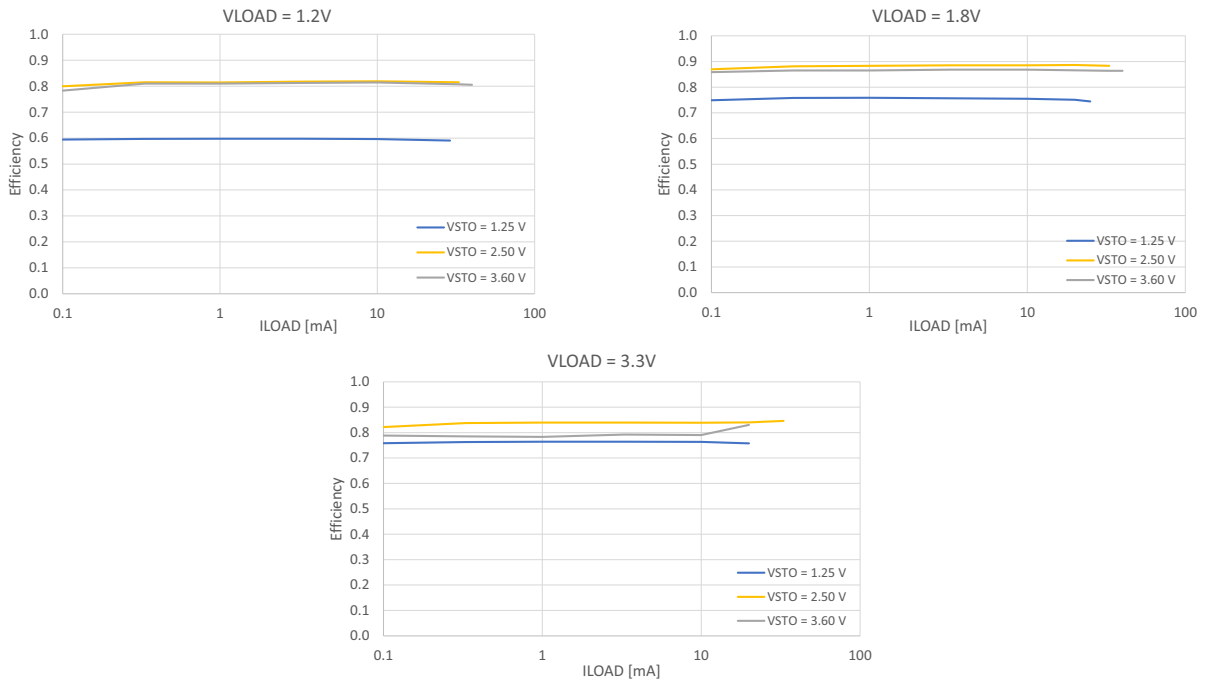 VLOAD = 1.2V
1.0
0.9
0.8
0.7
0.6
0.5
0.4
0.3
0.2
0.1
0.0
Efficiency
VSTO = 1.25 V
VSTO = 2.50 V
VSTO = 3.60 V
0.1 1 10 100
ILOAD [mA]
VLOAD = 1.8V
1.0
0.9
0.8
0.7
0.6
0.5
0.4
0.3
0.2
0.1
0.0
Efficiency
VSTO = 1.25 V
VSTO = 2.50 V
VSTO = 3.60 V
0.1 1 10 100
ILOAD [mA]
VLOAD = 3.3V
1.0
0.9
0.8
0.7
0.6
0.5
0.4
0.3
0.2
0.1
0.0
Efficiency
VSTO = 1.25 V
VSTO = 2.50 V
VSTO = 3.60 V
0.1 1 10 100
ILOAD [mA]